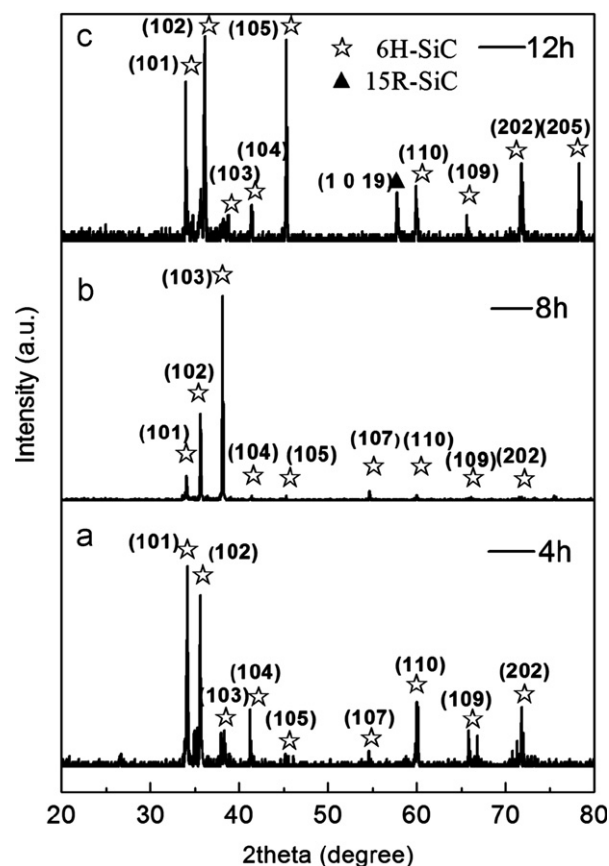 c
(102)
(105)
☆ 6H-SiC
—12h
(101)
▲ 15R-SiC
(103)
(104)
(1 0 19)
(110)
(109)
(202)
(205)
b
(103)
—8h
(102)
(101)
(104)
(105)
(107)
(110)
(109)
(202)
a
(101)
(102)
—4h
(103)
(104)
(105)
(107)
(110)
(109)
(202)
Intensity (a.u.)
20 30 40 50 60 70 80
2theta (degree)